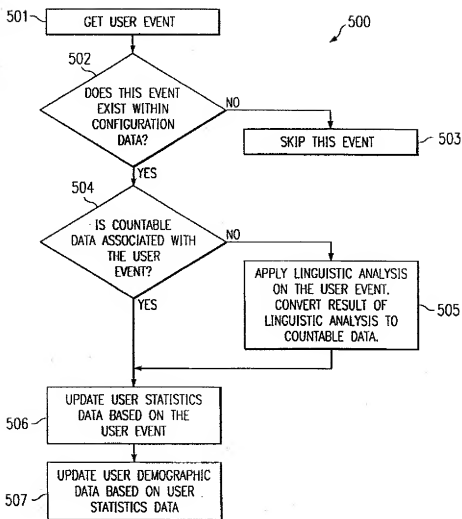 501
GET USER EVENT
500
502
DOES THIS EVENT
EXIST WITHIN
CONFIGURATION
DATA?
NO
SKIP THIS EVENT
503
YES
504
IS COUNTABLE
DATA ASSOCIATED WITH
THE USER
EVENT?
NO
YES
APPLY LINGUISTIC ANALYSIS
ON THE USER EVENT.
CONVERT RESULT OF
LINGUISTIC ANALYSIS TO
COUNTABLE DATA.
505
UPDATE USER STATISTICS
DATA BASED ON THE
USER EVENT
506
UPDATE USER DEMOGRAPHIC
DATA BASED ON USER
STATISTICS DATA
507